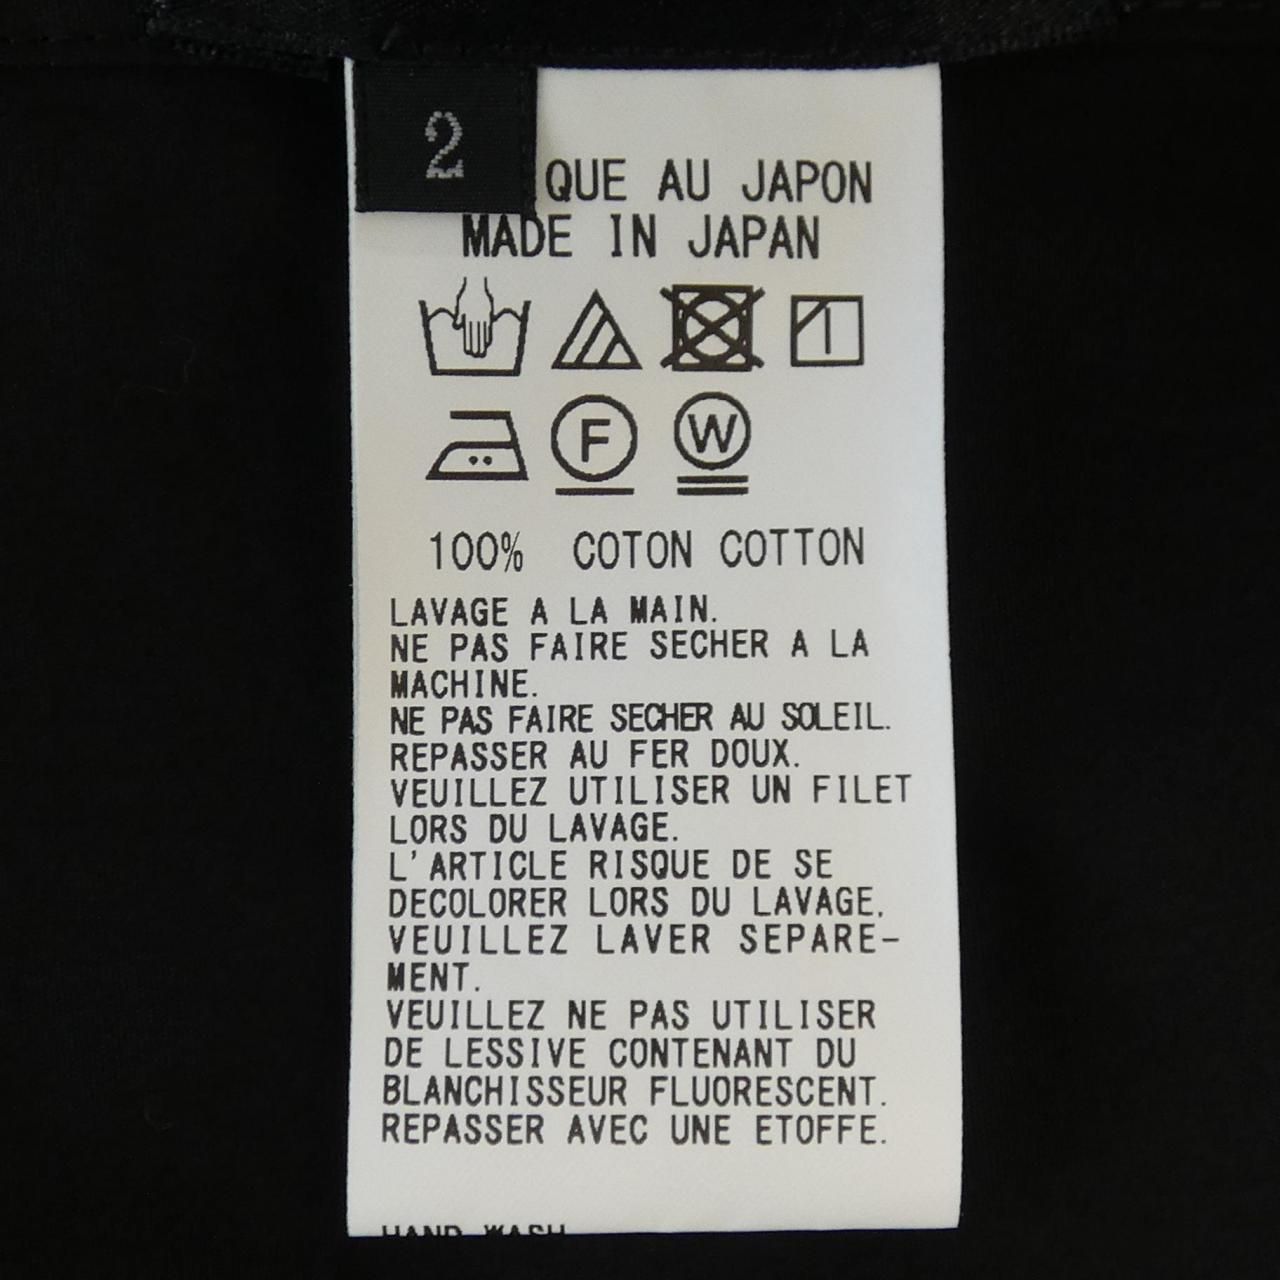 2
QUE AU JAPON
MADE IN JAPAN
F W
100% COTON COTTON
LAVAGE A LA MAIN.
NE PAS FAIRE SECHER A LA
MACHINE.
NE PAS FAIRE SECHER AU SOLEIL.
REPASSER AU FER DOUX.
VEUILLEZ UTILISER UN FILET
LORS DU LAVAGE.
L'ARTICLE RISQUE DE SE
DECOLORER LORS DU LAVAGE.
VEUILLEZ LAVER SEPARE-
MENT.
VEUILLEZ NE PAS UTILISER
DE LESSIVE CONTENANT DU
BLANCHISSEUR FLUORESCENT.
REPASSER AVEC UNE ETOFFE.
HAND WASH